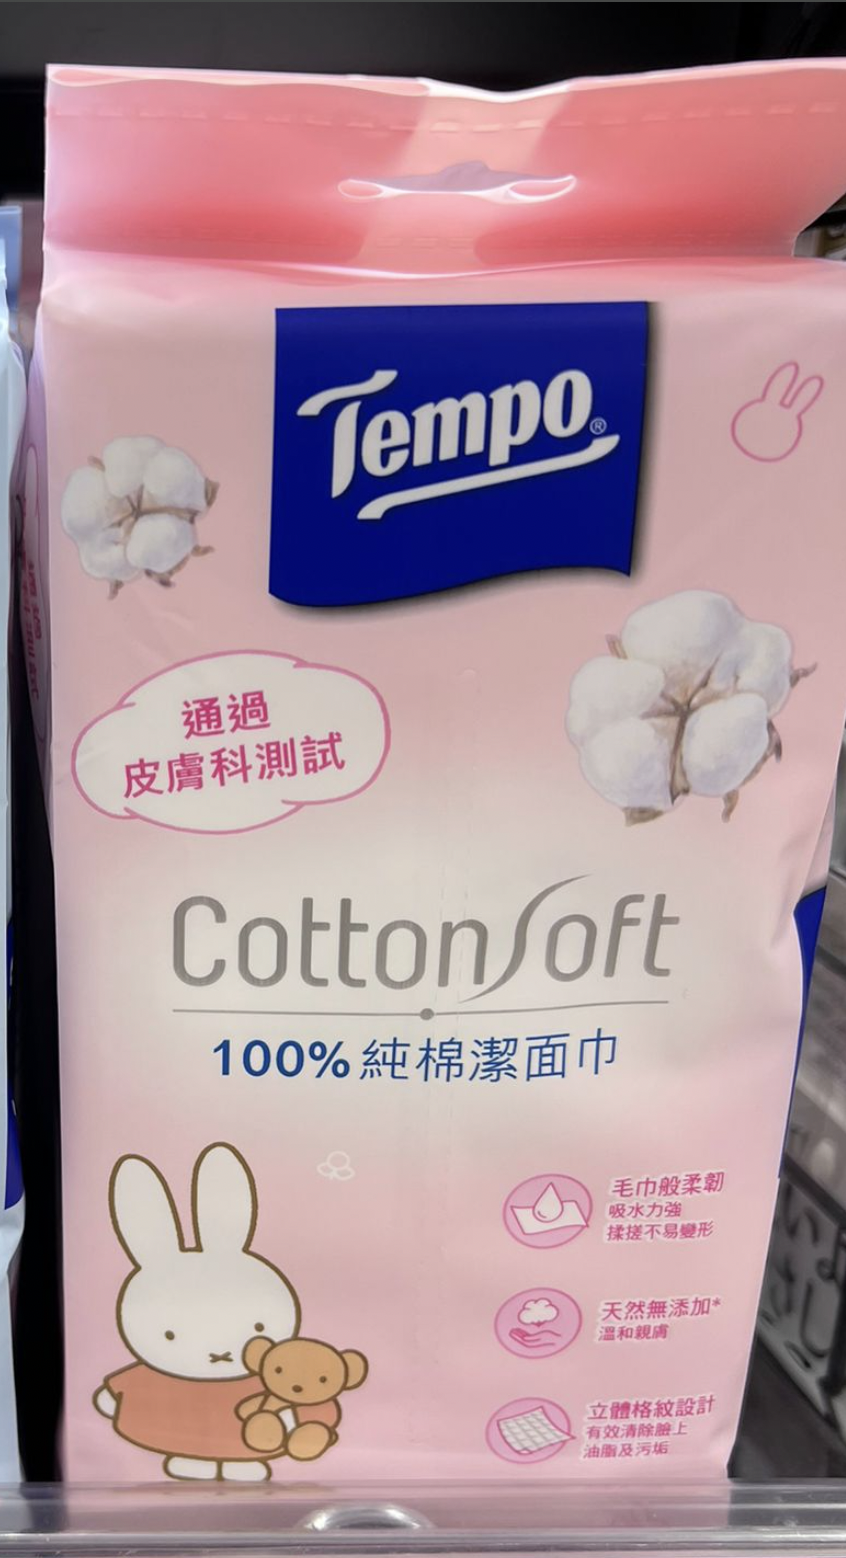 Tempo®
通過
皮膚科測試
CottonSoft
100%純棉潔面巾
毛巾般柔韌
吸水力強
揉搓不易變形
天然無添加*
溫和親膚
立體格紋設計
有效清除臉上
油脂及污垢